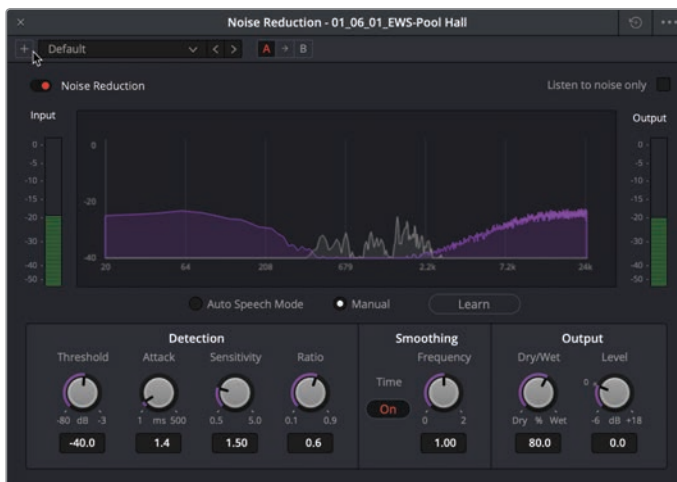 Noise Reduction - 01_06_01_EWS-Pool Hall
Default
A B
Noise Reduction
Listen to noise only
Input
Output
0
-5
-10
-15
-20
-30
-40
-50
0
-20
-40
20 64 208 679 2.2k 7.2k 24k
0
-5
-10
-15
-20
-30
-40
-50
Auto Speech Mode Manual Learn
Detection
Threshold Attack Sensitivity Ratio
-80 dB -3 1 ms 500 0.5 5.0 0.1 0.9
-40.0 1.4 1.50 0.6
Smoothing
Frequency
Time
On
0 2
1.00
Output
Dry/Wet Level
0
Dry % Wet -6 dB +18
80.0 0.0